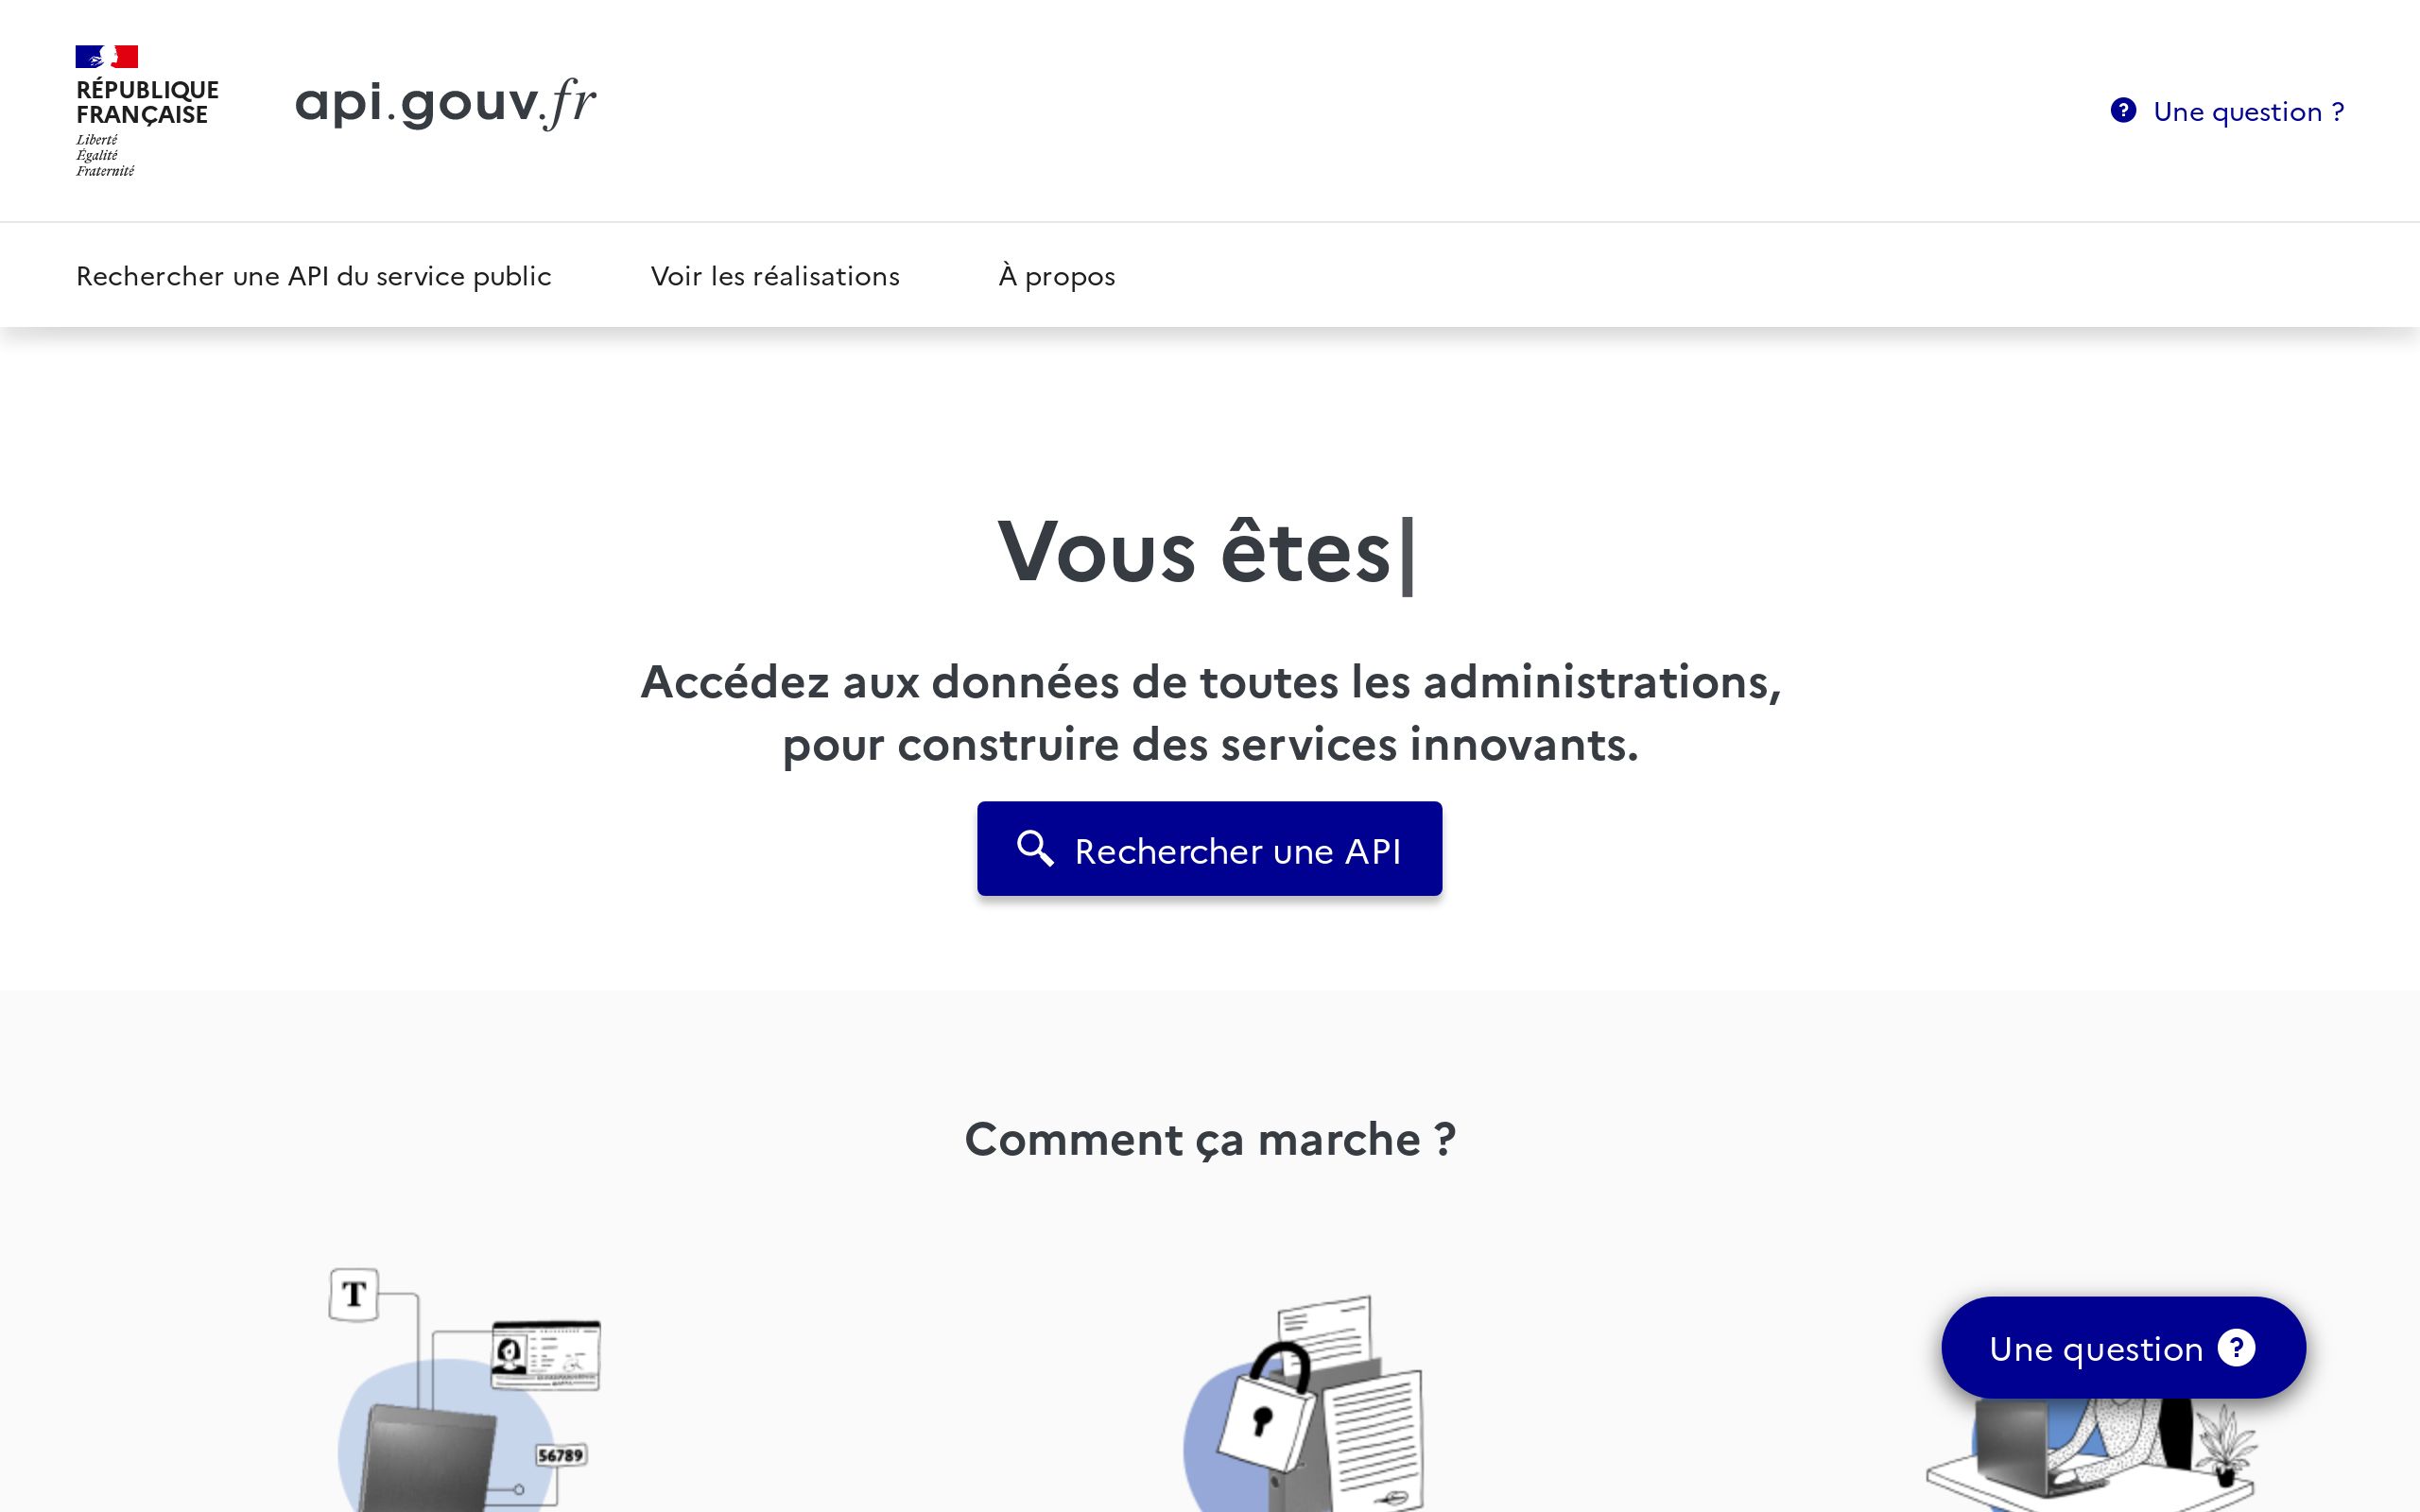 RÉPUBLIQUE
FRANÇAISE
Liberté
Égalité
Fraternité
api.gouv.fr
Une question ?
Rechercher une API du service public
Voir les réalisations
À propos
Vous êtes|
Accédez aux données de toutes les administrations,
pour construire des services innovants.
Rechercher une API
Comment ça marche ?
T
56789
Une question ?